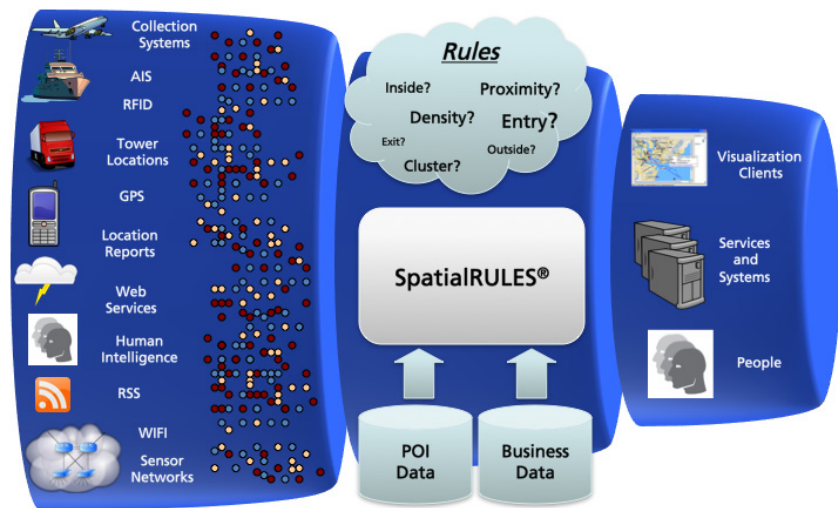 Collection
Systems
AIS
RFID
Tower
Locations
GPS
Location
Reports
Web
Services
Human
Intelligence
RSS
WIFI
Sensor
Networks
Rules
Inside?
Proximity?
Density?
Entry?
Exit?
Outside?
Cluster?
SpatialRULES®
POI
Data
Business
Data
Visualization
Clients
Services
and
Systems
People